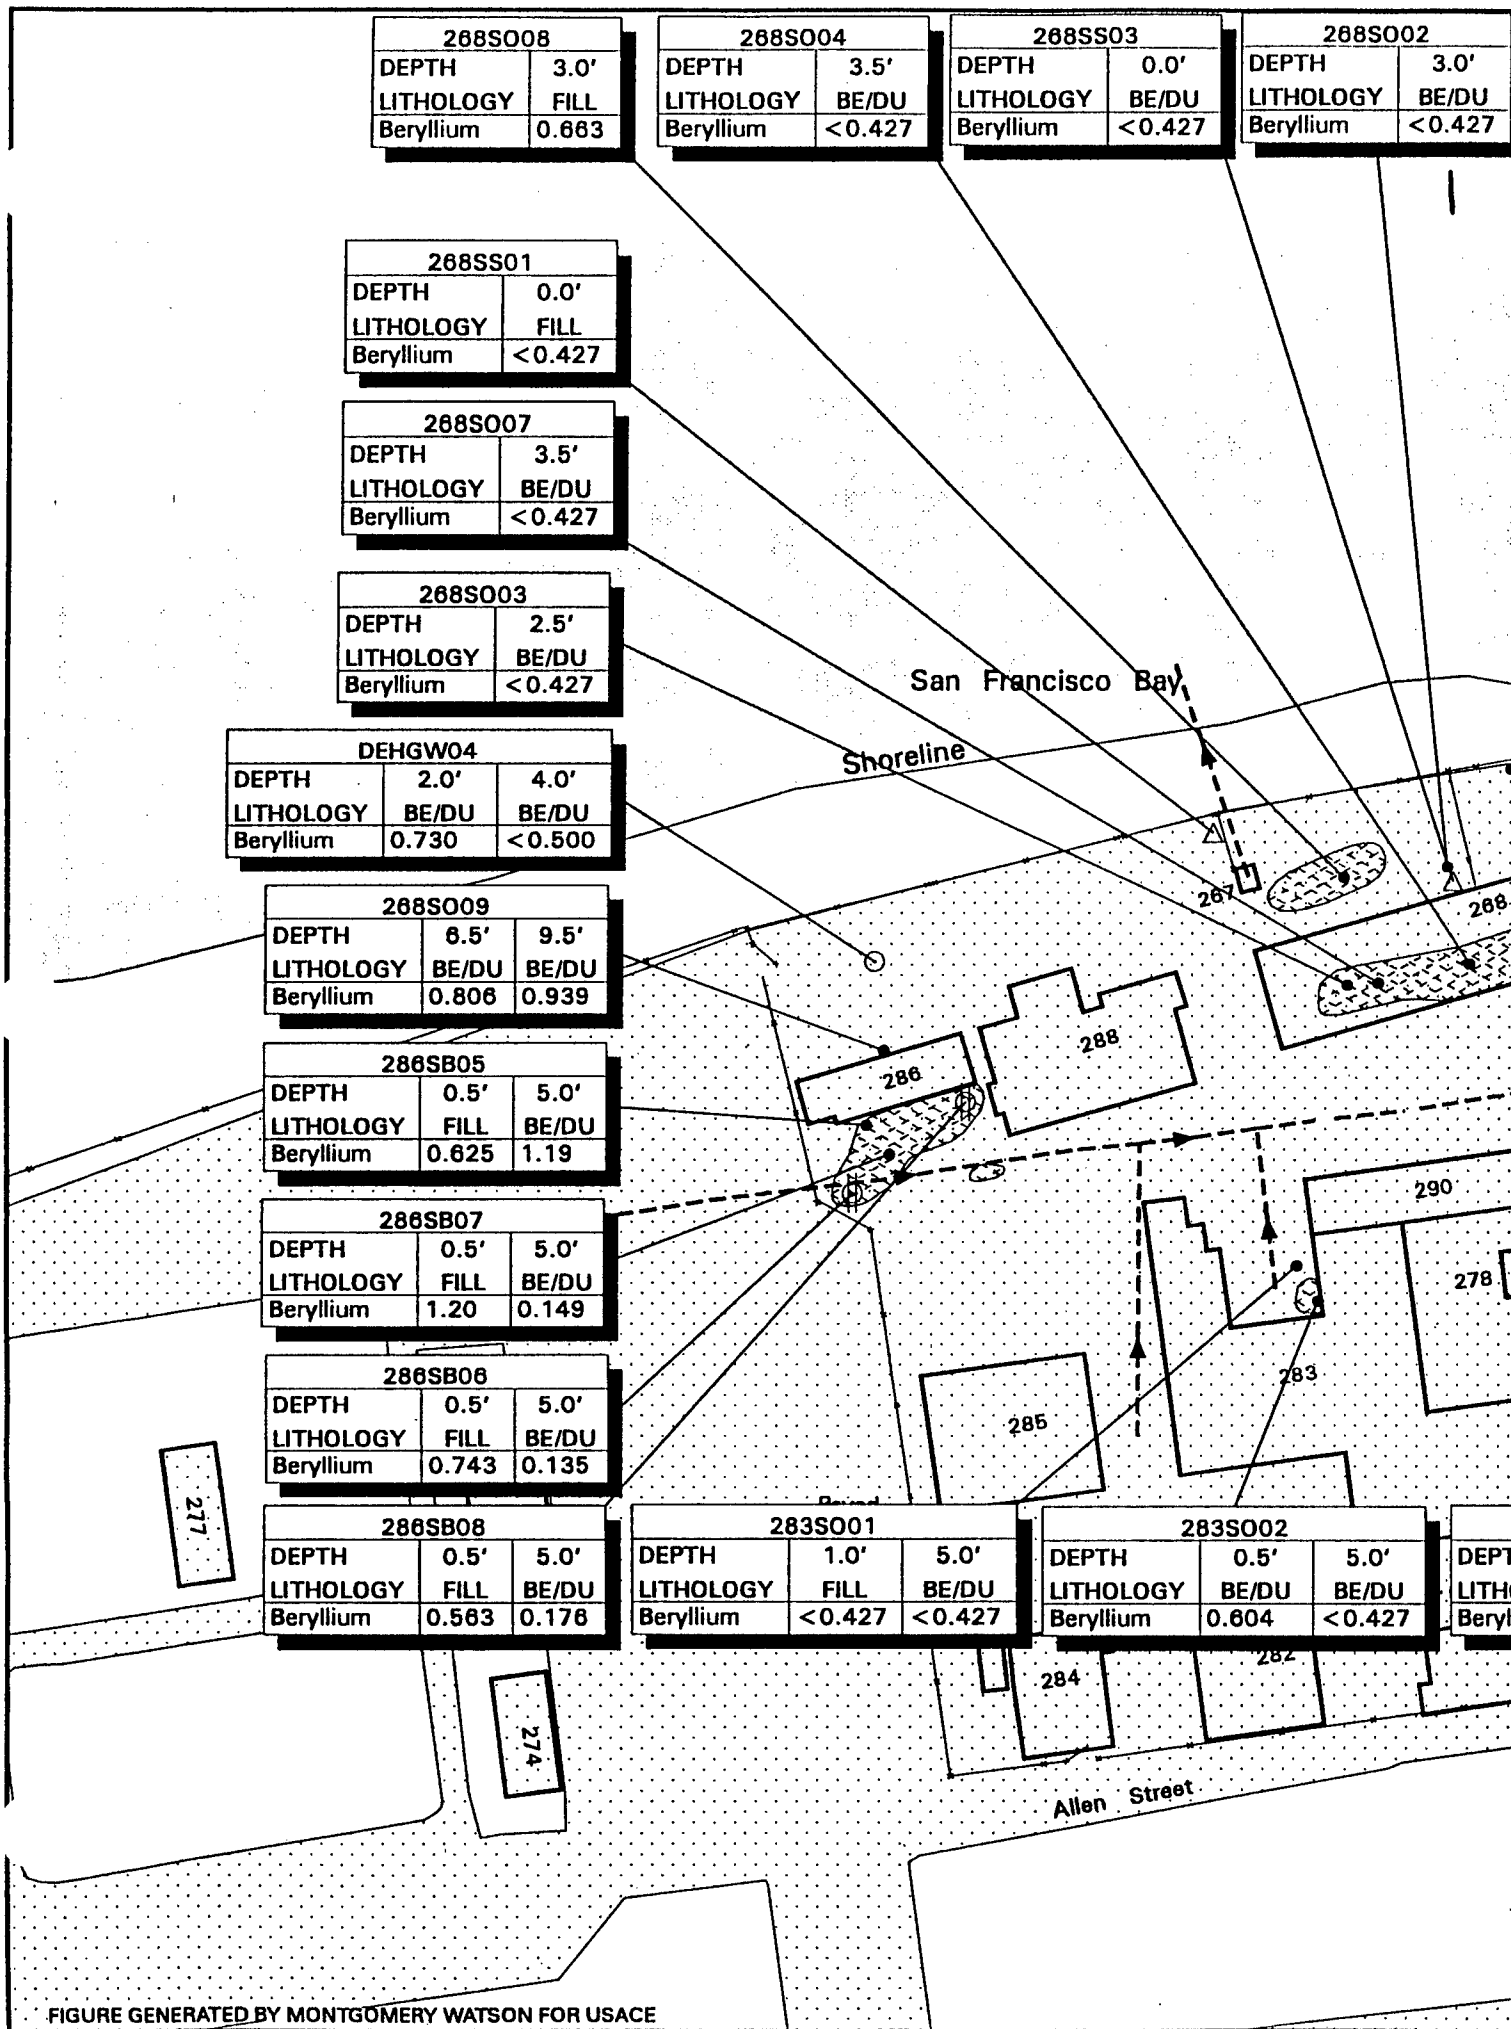 268SO08
DEPTH 3.0'
LITHOLOGY FILL
Beryllium 0.663
268SO04
DEPTH 3.5'
LITHOLOGY BE/DU
Beryllium <0.427
268SS03
DEPTH 0.0'
LITHOLOGY BE/DU
Beryllium <0.427
268SO02
DEPTH 3.0'
LITHOLOGY BE/DU
Beryllium <0.427
268SS01
DEPTH 0.0'
LITHOLOGY FILL
Beryllium <0.427
268SO07
DEPTH 3.5'
LITHOLOGY BE/DU
Beryllium <0.427
268SO03
DEPTH 2.5'
LITHOLOGY BE/DU
Beryllium <0.427
San Francisco Bay
Shoreline
DEHGW04
DEPTH 2.0' 4.0'
LITHOLOGY BE/DU BE/DU
Beryllium 0.730 <0.500
267
268
268SO09
DEPTH 6.5' 9.5'
LITHOLOGY BE/DU BE/DU
Beryllium 0.806 0.939
288
286
286SB05
DEPTH 0.5' 5.0'
LITHOLOGY FILL BE/DU
Beryllium 0.625 1.19
290
286SB07
DEPTH 0.5' 5.0'
LITHOLOGY FILL BE/DU
Beryllium 1.20 0.149
278
283
286SB06
DEPTH 0.5' 5.0'
LITHOLOGY FILL BE/DU
Beryllium 0.743 0.135
285
277
Paved
286SB08
DEPTH 0.5' 5.0'
LITHOLOGY FILL BE/DU
Beryllium 0.563 0.176
283SO01
DEPTH 1.0' 5.0'
LITHOLOGY FILL BE/DU
Beryllium <0.427 <0.427
283SO02
DEPTH 0.5' 5.0'
LITHOLOGY BE/DU BE/DU
Beryllium 0.604 <0.427
DEPT
LITH
Beryl
282
284
274
Allen Street
FIGURE GENERATED BY MONTGOMERY WATSON FOR USACE